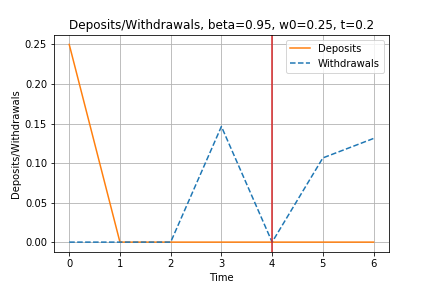 Deposits/Withdrawals, beta=0.95, w0=0.25, t=0.2
Deposits
Withdrawals
Deposits/Withdrawals
0.25
0.20
0.15
0.10
0.05
0.00
0 1 2 3 4 5 6
Time